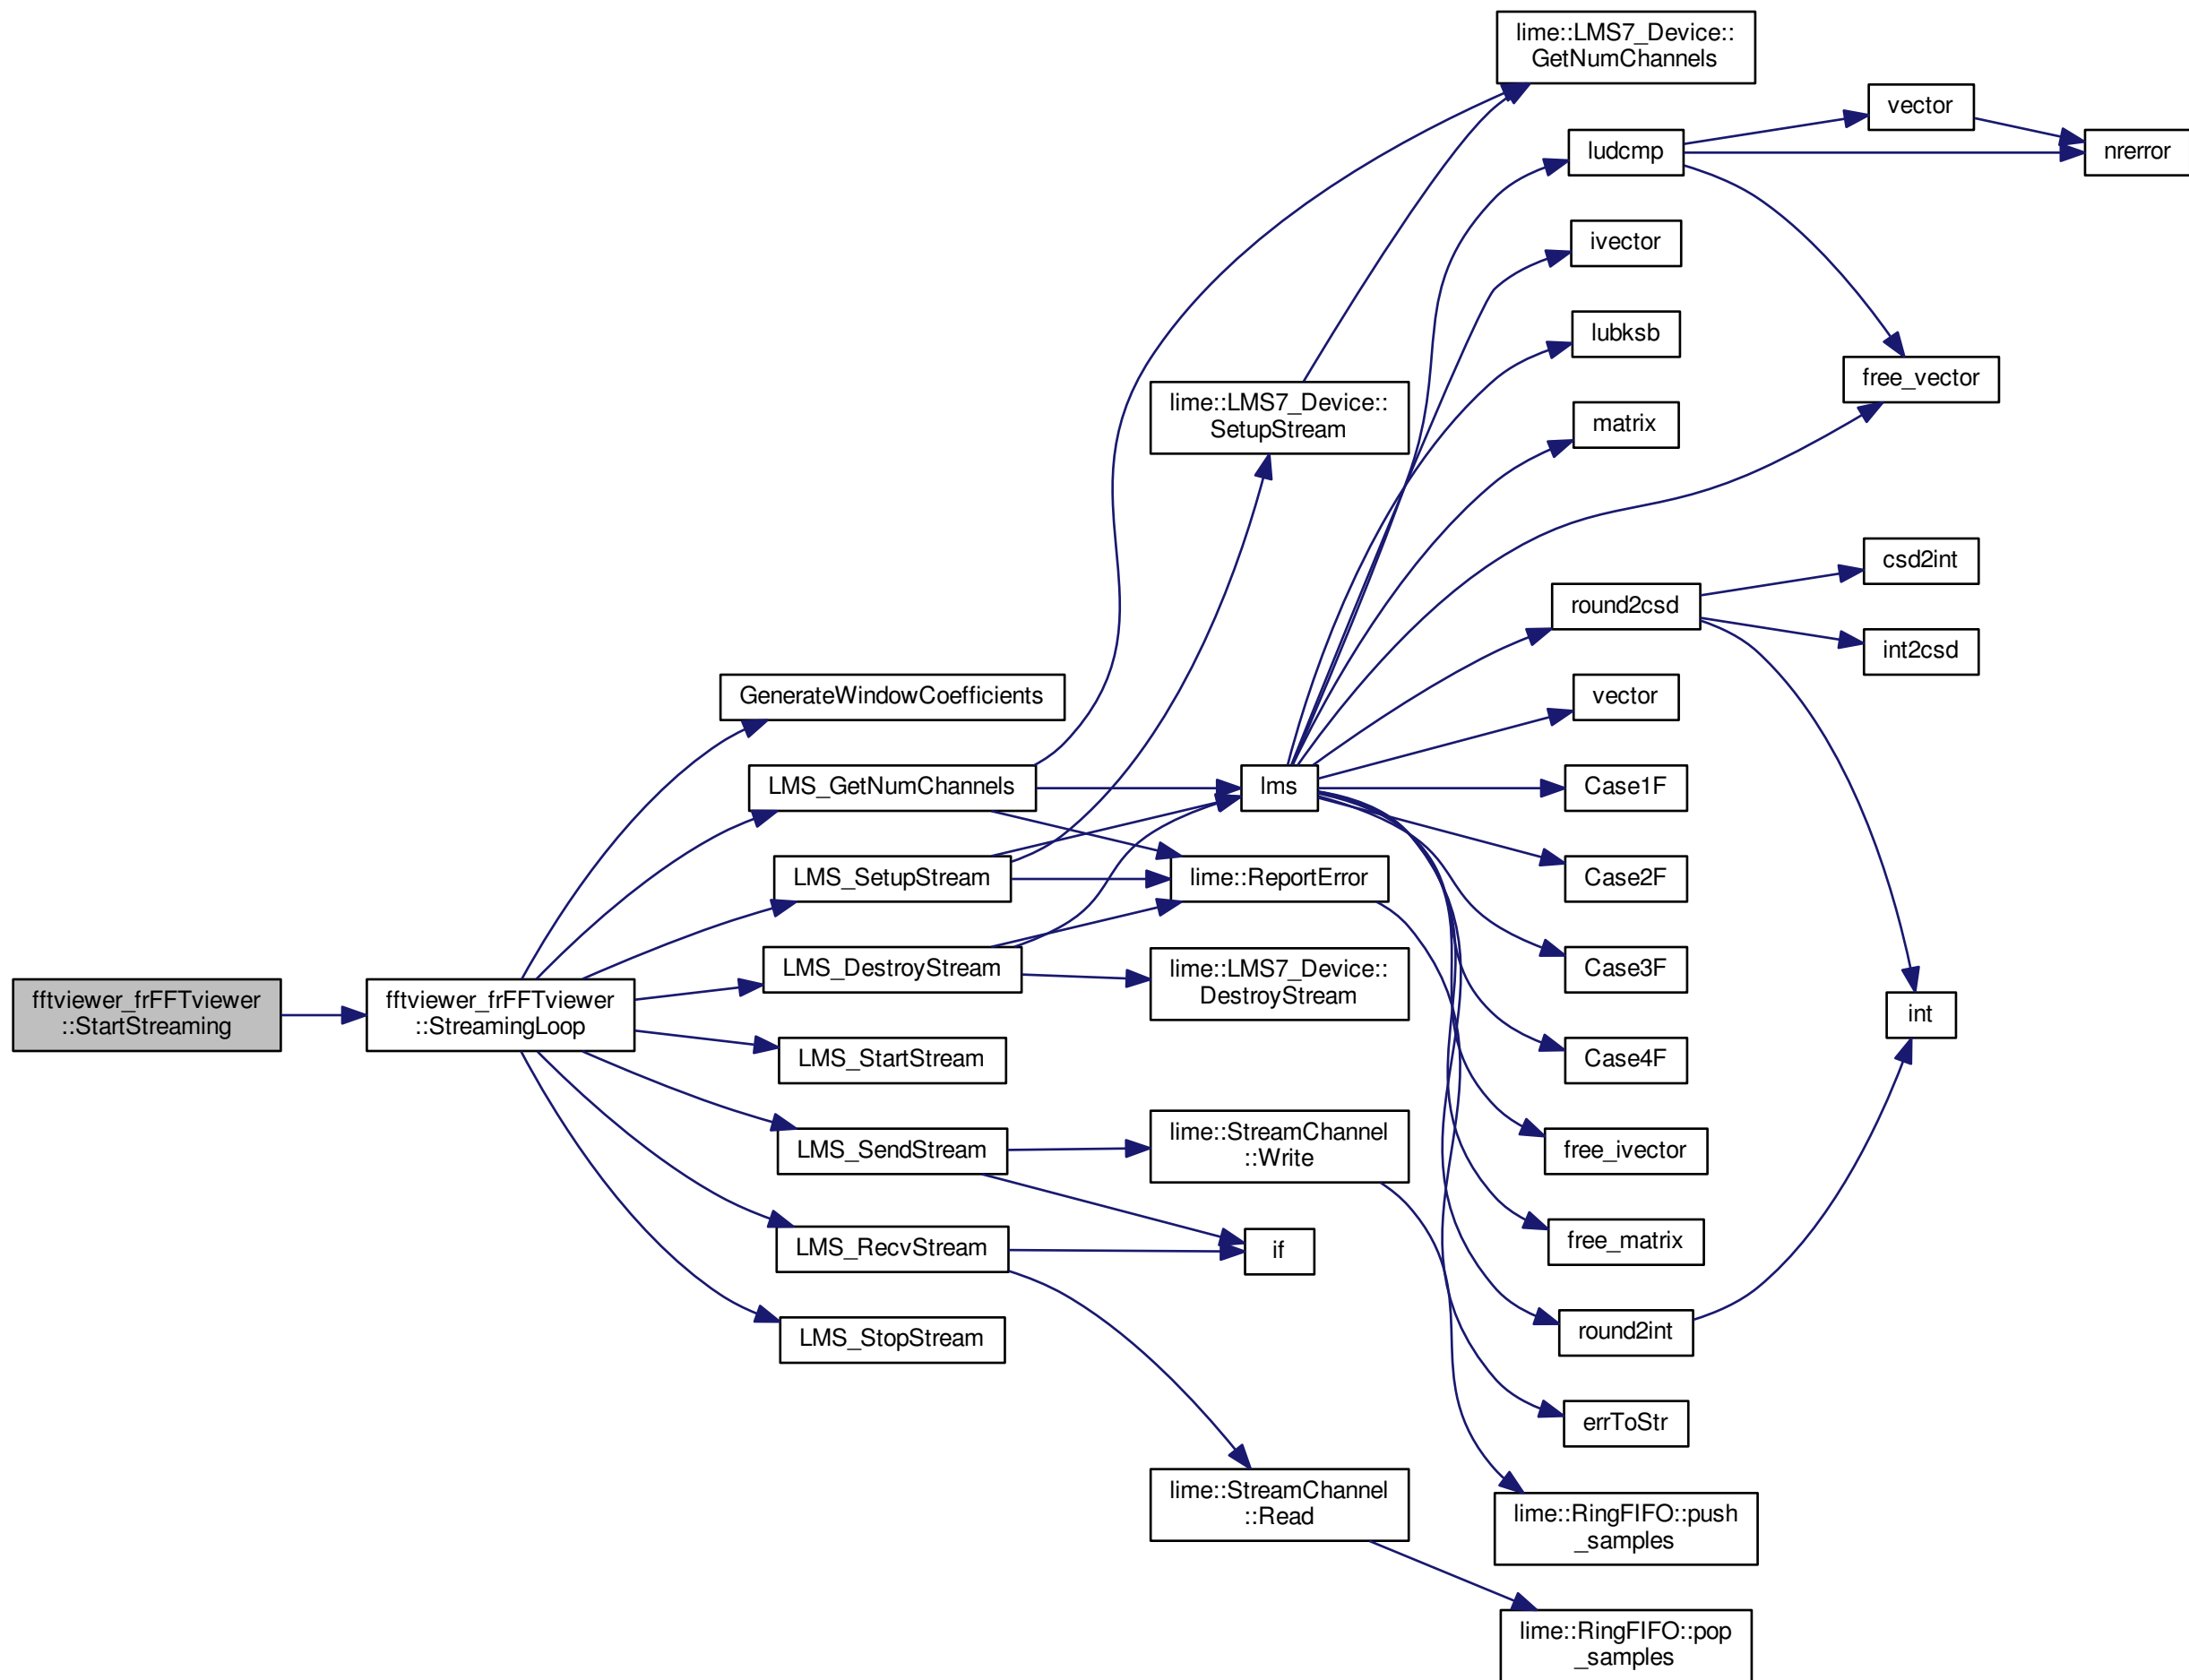 lime::LMS7_Device::
GetNumChannels
vector
ludcmp
nrerror
ivector
lubksb
free_vector
lime::LMS7_Device::
SetupStream
matrix
csd2int
round2csd
int2csd
GenerateWindowCoefficients
vector
LMS_GetNumChannels
lms
Case1F
LMS_SetupStream
lime::ReportError
Case2F
LMS_DestroyStream
lime::LMS7_Device::
DestroyStream
Case3F
fftviewer_frFFTviewer
::StartStreaming
fftviewer_frFFTviewer
::StreamingLoop
int
LMS_StartStream
Case4F
LMS_SendStream
lime::StreamChannel
::Write
free_ivector
LMS_RecvStream
if
free_matrix
LMS_StopStream
round2int
errToStr
lime::StreamChannel
::Read
lime::RingFIFO::push
_samples
lime::RingFIFO::pop
_samples